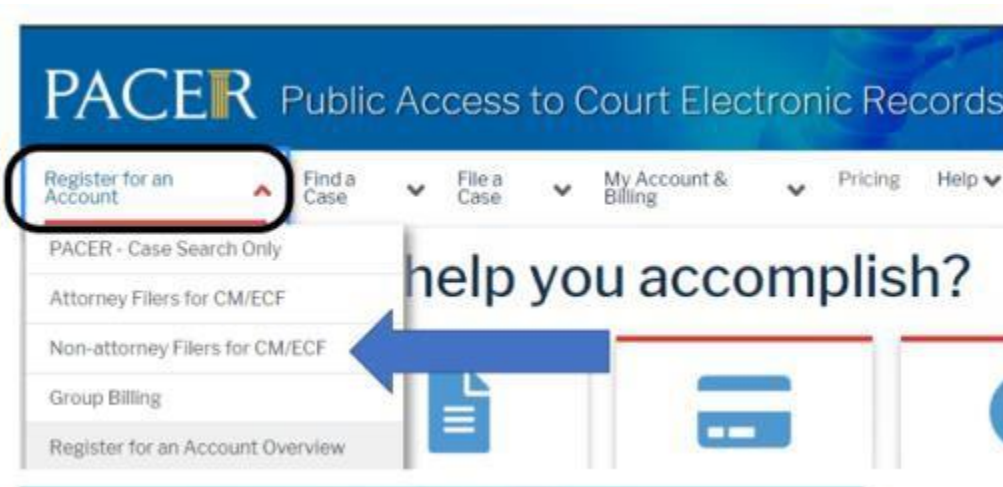 PACER Public Access to Court Electronic Records
Register for an Account
Find a Case
File a Case
My Account & Billing
Pricing
Help
PACER - Case Search Only
Attorney Filers for CM/ECF
Non-attorney Filers for CM/ECF
Group Billing
Register for an Account Overview
help you accomplish?